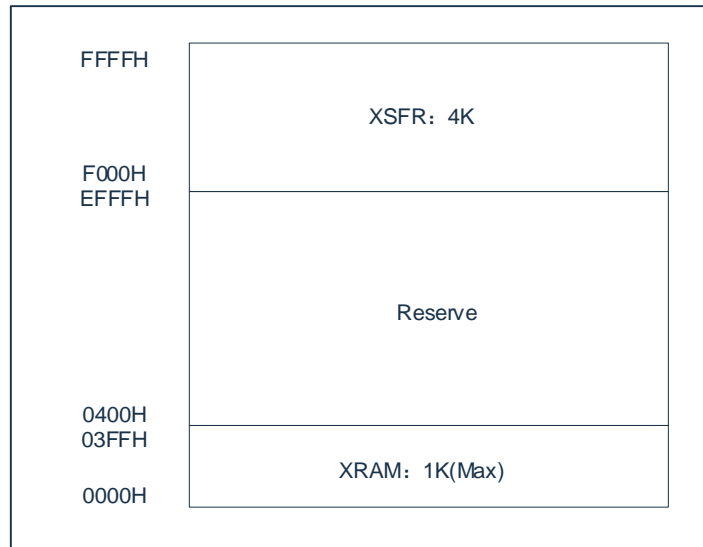 FFFFH
XSFR：4K
F000H
EFFFH
Reserve
0400H
03FFH
XRAM：1K(Max)
0000H